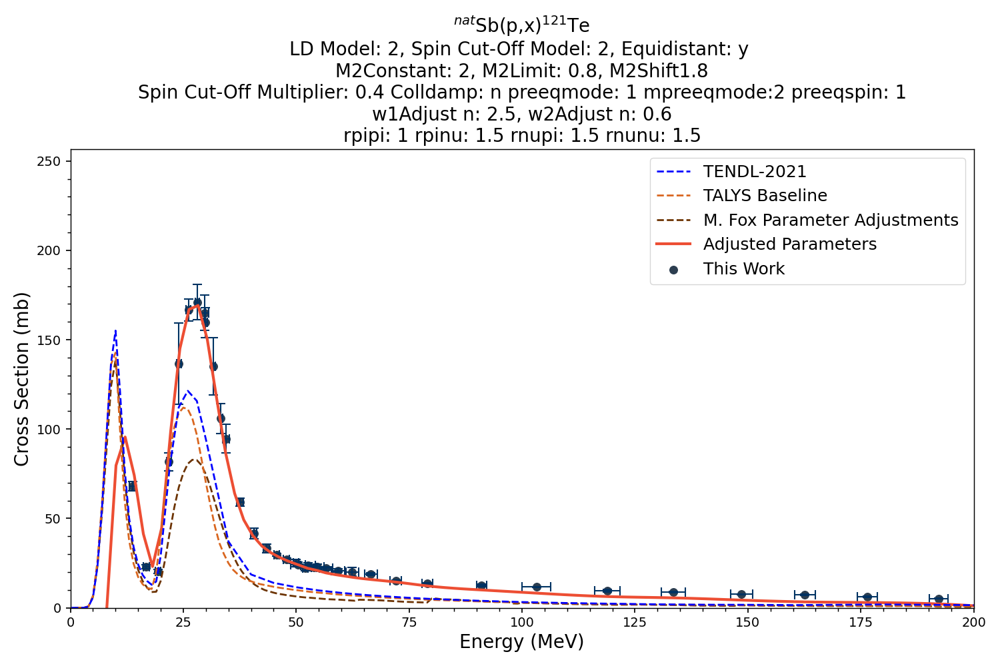 natSb(p,x)121Te
LD Model: 2, Spin Cut-Off Model: 2, Equidistant: y
M2Constant: 2, M2Limit: 0.8, M2Shift1.8
Spin Cut-Off Multiplier: 0.4 Colldamp: n preeqmode: 1 mpreeqmode:2 preeqspin: 1
w1Adjust n: 2.5, w2Adjust n: 0.6
rpipi: 1 rpinu: 1.5 rnupi: 1.5 rnunu: 1.5
TENDL-2021
TALYS Baseline
M. Fox Parameter Adjustments
Adjusted Parameters
This Work
Cross Section (mb)
250
200
150
100
50
0
0 25 50 75 100 125 150 175 200
Energy (MeV)